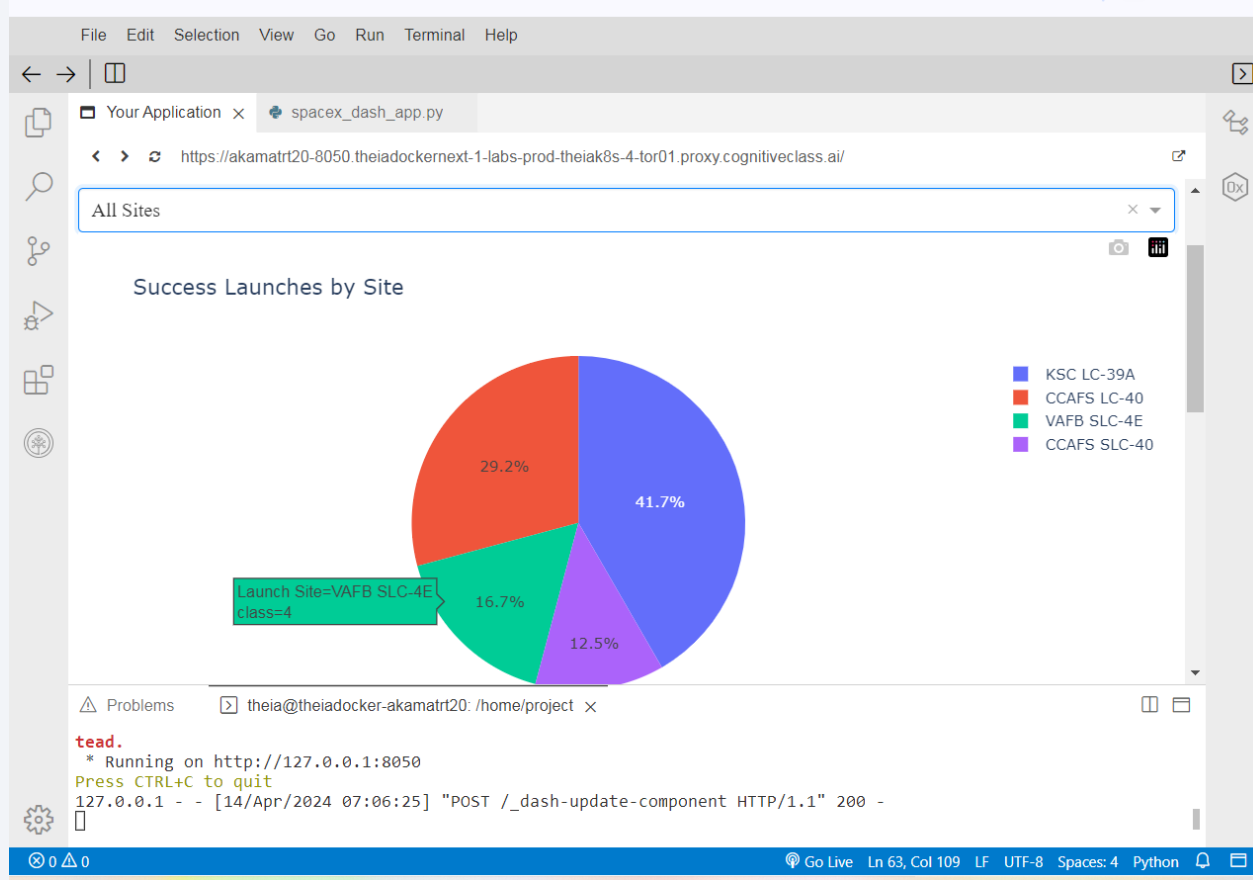 File Edit Selection View Go Run Terminal Help
Your Application spacex_dash_app.py
https://akamatrt20-8050.theiadockernext-1-labs-prod-theiak8s-4-tor01.proxy.cognitiveclass.ai/
All Sites
Success Launches by Site
KSC LC-39A
CCAFS LC-40
VAFB SLC-4E
CCAFS SLC-40
29.2%
41.7%
Launch Site=VAFB SLC-4E
class=4
16.7%
12.5%
Problems theia@theiadocker-akamatrt20: /home/project
tead.
* Running on http://127.0.0.1:8050
Press CTRL+C to quit
127.0.0.1 - - [14/Apr/2024 07:06:25] "POST /_dash-update-component HTTP/1.1" 200 -
0 0 Go Live Ln 63, Col 109 LF UTF-8 Spaces: 4 Python